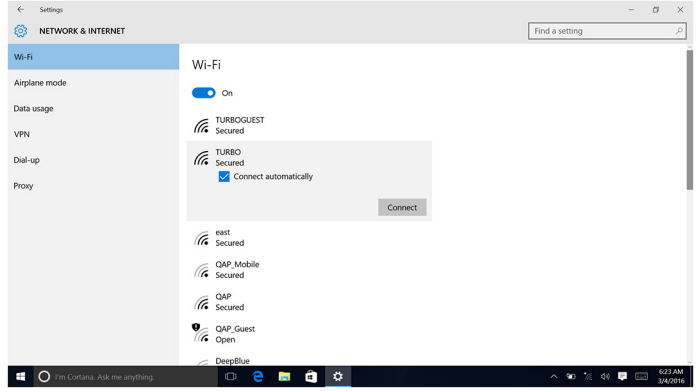 Settings
NETWORK & INTERNET
Find a setting
Wi-Fi
Airplane mode
Data usage
VPN
Dial-up
Proxy
Wi-Fi
On
TURBOGUEST
Secured
TURBO
Secured
Connect automatically
Connect
east
Secured
QAP_Mobile
Secured
QAP
Secured
QAP_Guest
Open
DeepBlue
I'm Cortana. Ask me anything.
6:23 AM
3/4/2016